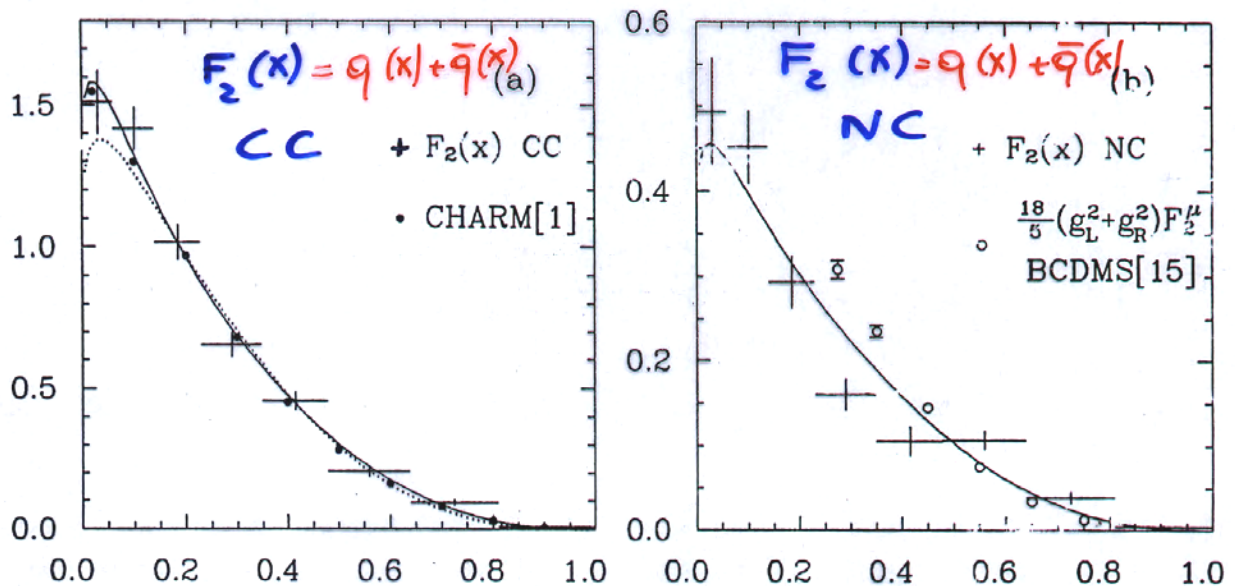 F₂(x) = q(x) + q̄(x)
(a)
CC
+ F₂(x) CC
• CHARM[1]
1.5
1.0
0.5
0.0
0.0 0.2 0.4 0.6 0.8 1.0
F₂(x) = q(x) + q̄(x)
(b)
NC
+ F₂(x) NC
18/5(g_L²+g_R²)F₂^μ
BCDMS[15]
0.6
0.4
0.2
0.0
0.0 0.2 0.4 0.6 0.8 1.0